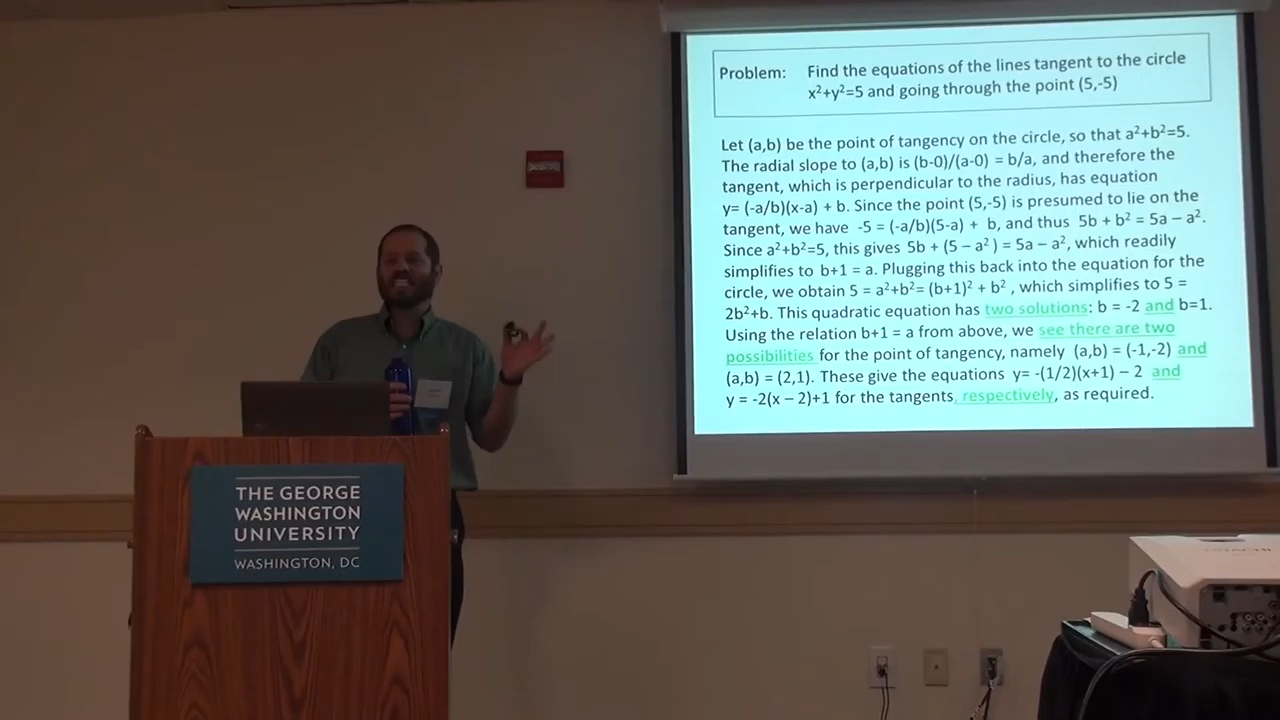 Problem: Find the equations of the lines tangent to the circle
x²+y²=5 and going through the point (5,-5)
Let (a,b) be the point of tangency on the circle, so that a²+b²=5.
The radial slope to (a,b) is (b-0)/(a-0) = b/a, and therefore the
tangent, which is perpendicular to the radius, has equation
y= (-a/b)(x-a) + b. Since the point (5,-5) is presumed to lie on the
tangent, we have -5 = (-a/b)(5-a) + b, and thus 5b + b² = 5a – a².
Since a²+b²=5, this gives 5b + (5 – a² ) = 5a – a², which readily
simplifies to b+1 = a. Plugging this back into the equation for the
circle, we obtain 5 = a²+b²= (b+1)² + b² , which simplifies to 5 =
2b²+b. This quadratic equation has two solutions: b = -2 and b=1.
Using the relation b+1 = a from above, we see there are two
possibilities for the point of tangency, namely (a,b) = (-1,-2) and
(a,b) = (2,1). These give the equations y= -(1/2)(x+1) – 2 and
y = -2(x – 2)+1 for the tangents, respectively, as required.
THE GEORGE
WASHINGTON
UNIVERSITY
WASHINGTON, DC